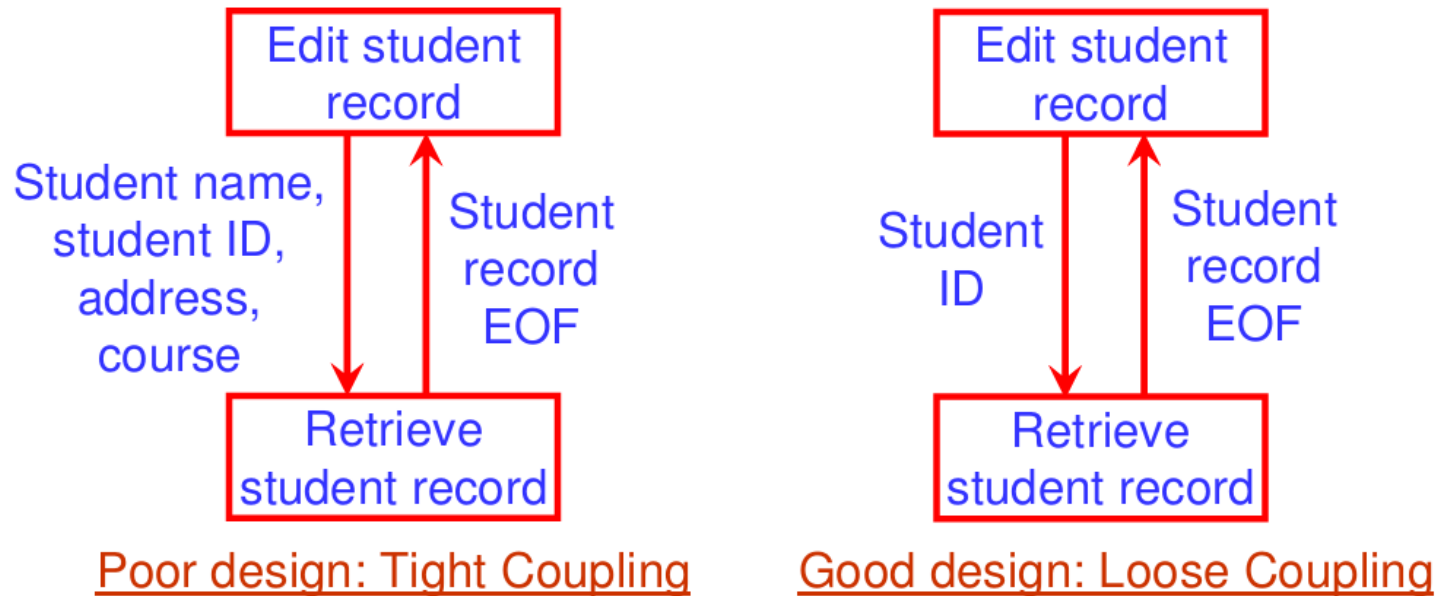 Edit student
record
Student name,
student ID,
address,
course
Student
record
EOF
Retrieve
student record
Poor design: Tight Coupling
Edit student
record
Student
ID
Student
record
EOF
Retrieve
student record
Good design: Loose Coupling